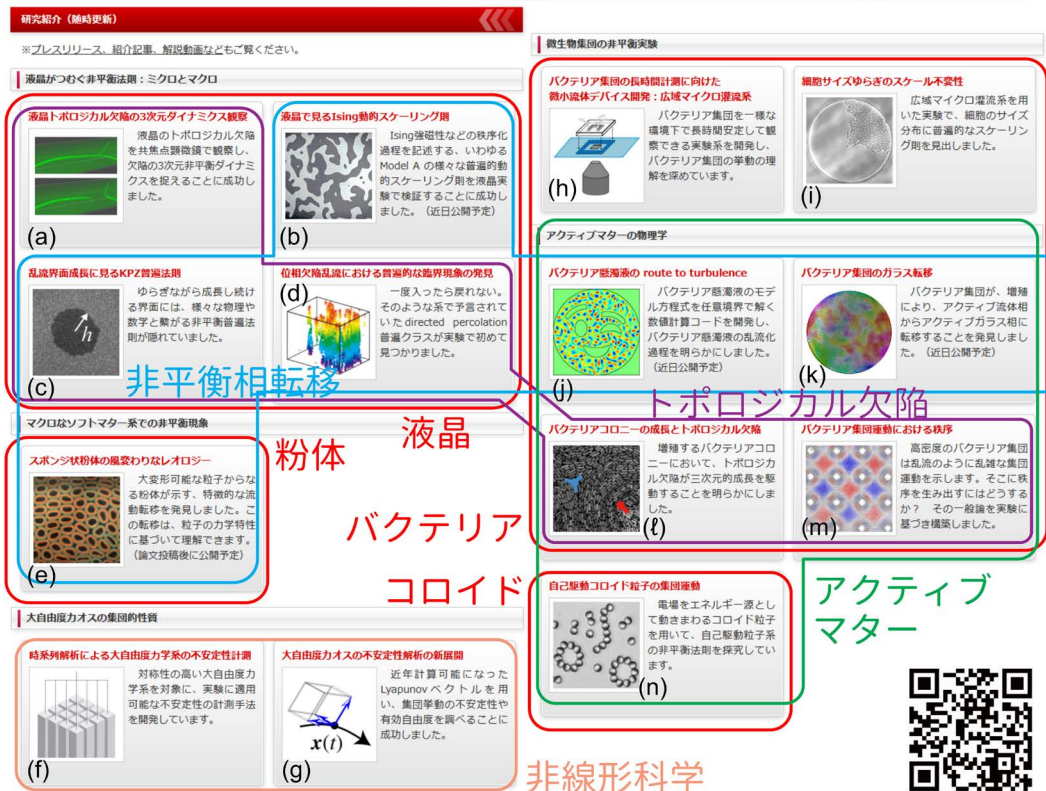 研究紹介（随時更新）
※プレスリリース、紹介記事、解説動画などもご覧ください。
液晶がつむぐ非平衡法則：ミクロとマクロ
液晶トポロジカル欠陥の3次元ダイナミクス観察
液晶のトポロジカル欠陥
を共焦点顕微鏡で観察し、
欠陥の3次元非平衡ダイナミ
クスを捉えることに成功し
ました。
(a)
液晶で見るIsing動的スケーリング則
Ising強磁性などの秩序化
過程を記述する、いわゆる
Model A の様々な普遍的動
的スケーリング則を液晶実
験で検証することに成功し
ました。（近日公開予定）
(b)
乱流界面成長に見るKPZ普遍法則
ゆらぎながら成長し続け
る界面には、様々な物理や
数学と繋がる非平衡普遍法
則が隠れていました。
h
(c)
位相欠陥乱流における普遍的な臨界現象の発見
一度入ったら戻れない。
そのような系で予言されて
いたdirected percolation
普遍クラスが実験で初めて
見つかりました。
(d)
非平衡相転移
マクロなソフトマター系での非平衡現象
液晶
粉体
スポンジ状粉体の風変わりなレオロジー
大変形可能な粒子からな
る粉体が示す、特徴的な流
動転移を発見しました。こ
の転移は、粒子の力学特性
に基づいて理解できます。
（論文投稿後に公開予定）
(e)
バクテリア
コロイド
大自由度カオスの集団的性質
時系列解析による大自由度力学系の不安定性計測
対称性の高い大自由度力
学系を対象に、実験に適用
可能な不安定性の計測手法
を開発しています。
(f)
大自由度カオスの不安定性解析の新展開
近年計算可能になった
Lyapunovベクトルを用
い、集団挙動の不安定性や
有効自由度を調べることに
成功しました。
x(t)
(g)
非線形科学
微生物集団の非平衡実験
バクテリア集団の長時間計測に向けた
微小流体デバイス開発：広域マイクロ灌流系
バクテリア集団を一様な
環境下で長時間安定して観
察できる実験系を開発し、
バクテリア集団の挙動の理
解を深めています。
(h)
細胞サイズゆらぎのスケール不変性
広域マイクロ灌流系を用
いた実験で、細胞のサイズ
分布に普遍的なスケーリン
グ則を見出しました。
(i)
アクティブマターの物理学
バクテリア懸濁液の route to turbulence
バクテリア懸濁液のモデ
ル方程式を任意境界で解く
数値計算コードを開発し、
バクテリア懸濁液の乱流化
過程を明らかにしました。
（近日公開予定）
(j)
バクテリア集団のガラス転移
バクテリア集団が、増殖
により、アクティブ流体相
からアクティブガラス相に
転移することを発見しまし
た。（近日公開予定）
(k)
トポロジカル欠陥
バクテリアコロニーの成長とトポロジカル欠陥
増殖するバクテリアコロ
ニーにおいて、トポロジカ
ル欠陥が三次元的成長を駆
動することを明らかにしま
した。
(ℓ)
バクテリア集団運動における秩序
高密度のバクテリア集団
は乱流のように乱雑な集団
運動を示します。そこに秩
序を生み出すにはどうする
か？ その一般論を実験に
基づき構築しました。
(m)
自己駆動コロイド粒子の集団運動
電場をエネルギー源とし
て動きまわるコロイド粒子
を用いて、自己駆動粒子系
の非平衡法則を探究してい
ます。
(n)
アクティブ
マター